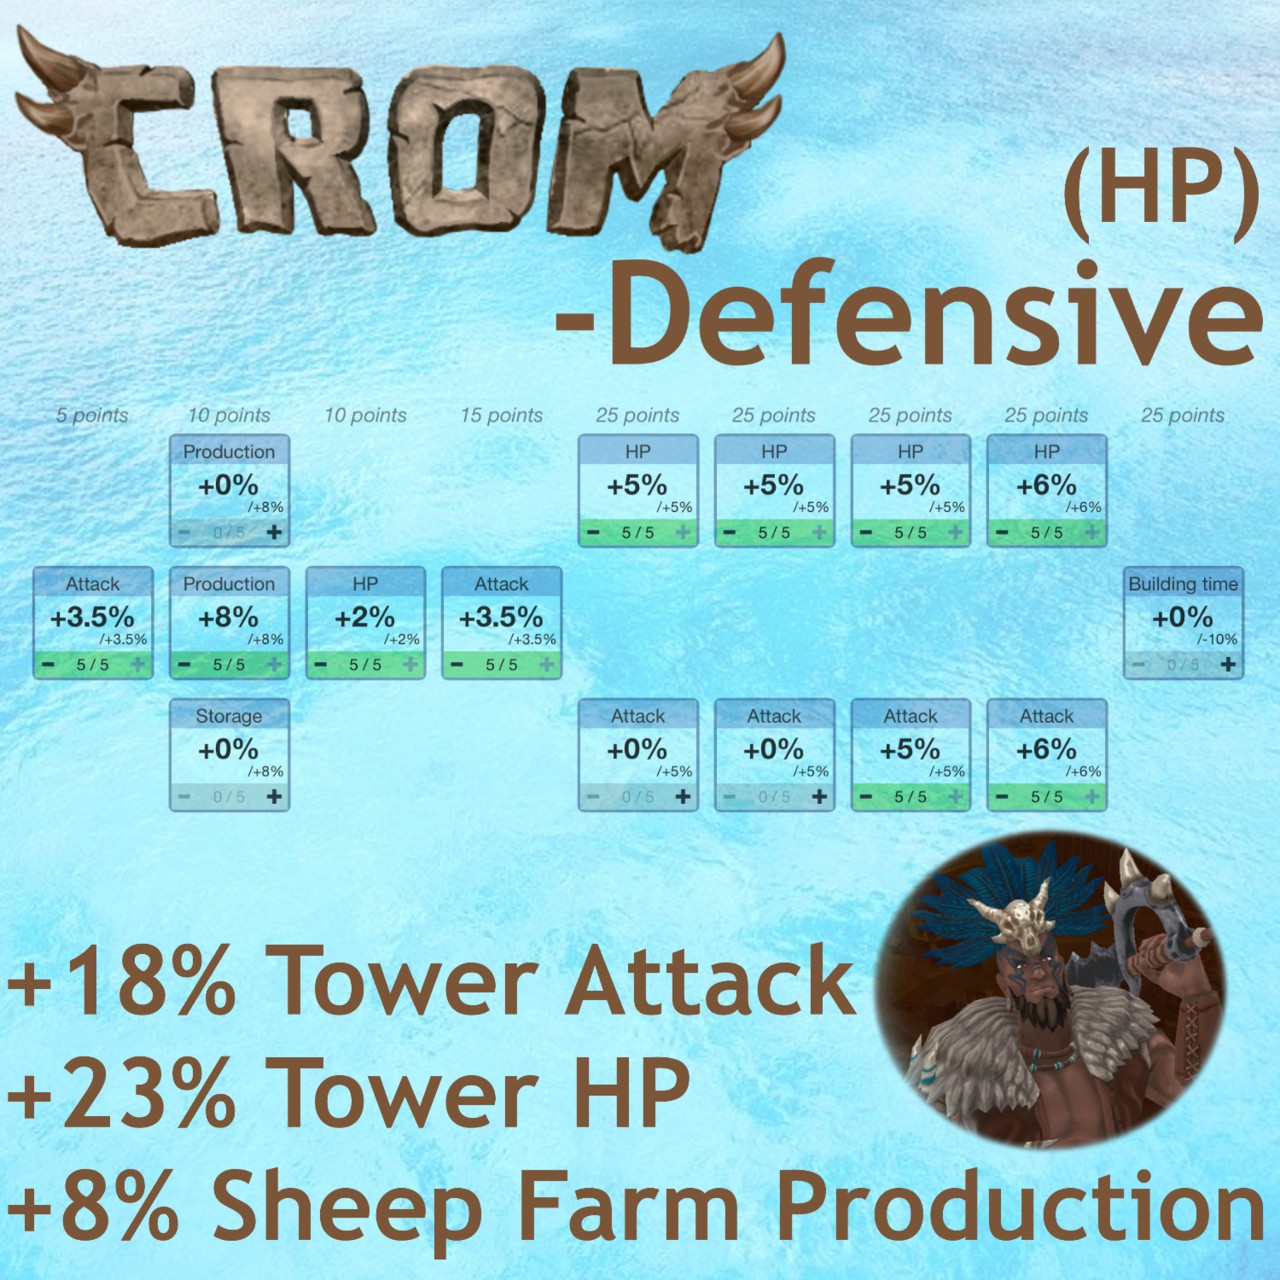 CROM
(HP)
-Defensive
5 points 10 points 10 points 15 points 25 points 25 points 25 points 25 points 25 points
Production HP HP HP HP
+0% +5% +5% +5% +6%
/+8% /+5% /+5% /+5% /+6%
− 0/5 + − 5/5 + − 5/5 + − 5/5 + − 5/5 +
Attack Production HP Attack Building time
+3.5% +8% +2% +3.5% +0%
/+3.5% /+8% /+2% /+3.5% /-10%
− 5/5 + − 5/5 + − 5/5 + − 5/5 + − 0/5 +
Storage Attack Attack Attack Attack
+0% +0% +0% +5% +6%
/+8% /+5% /+5% /+5% /+6%
− 0/5 + − 0/5 + − 0/5 + − 5/5 + − 5/5 +
+18% Tower Attack
+23% Tower HP
+8% Sheep Farm Production